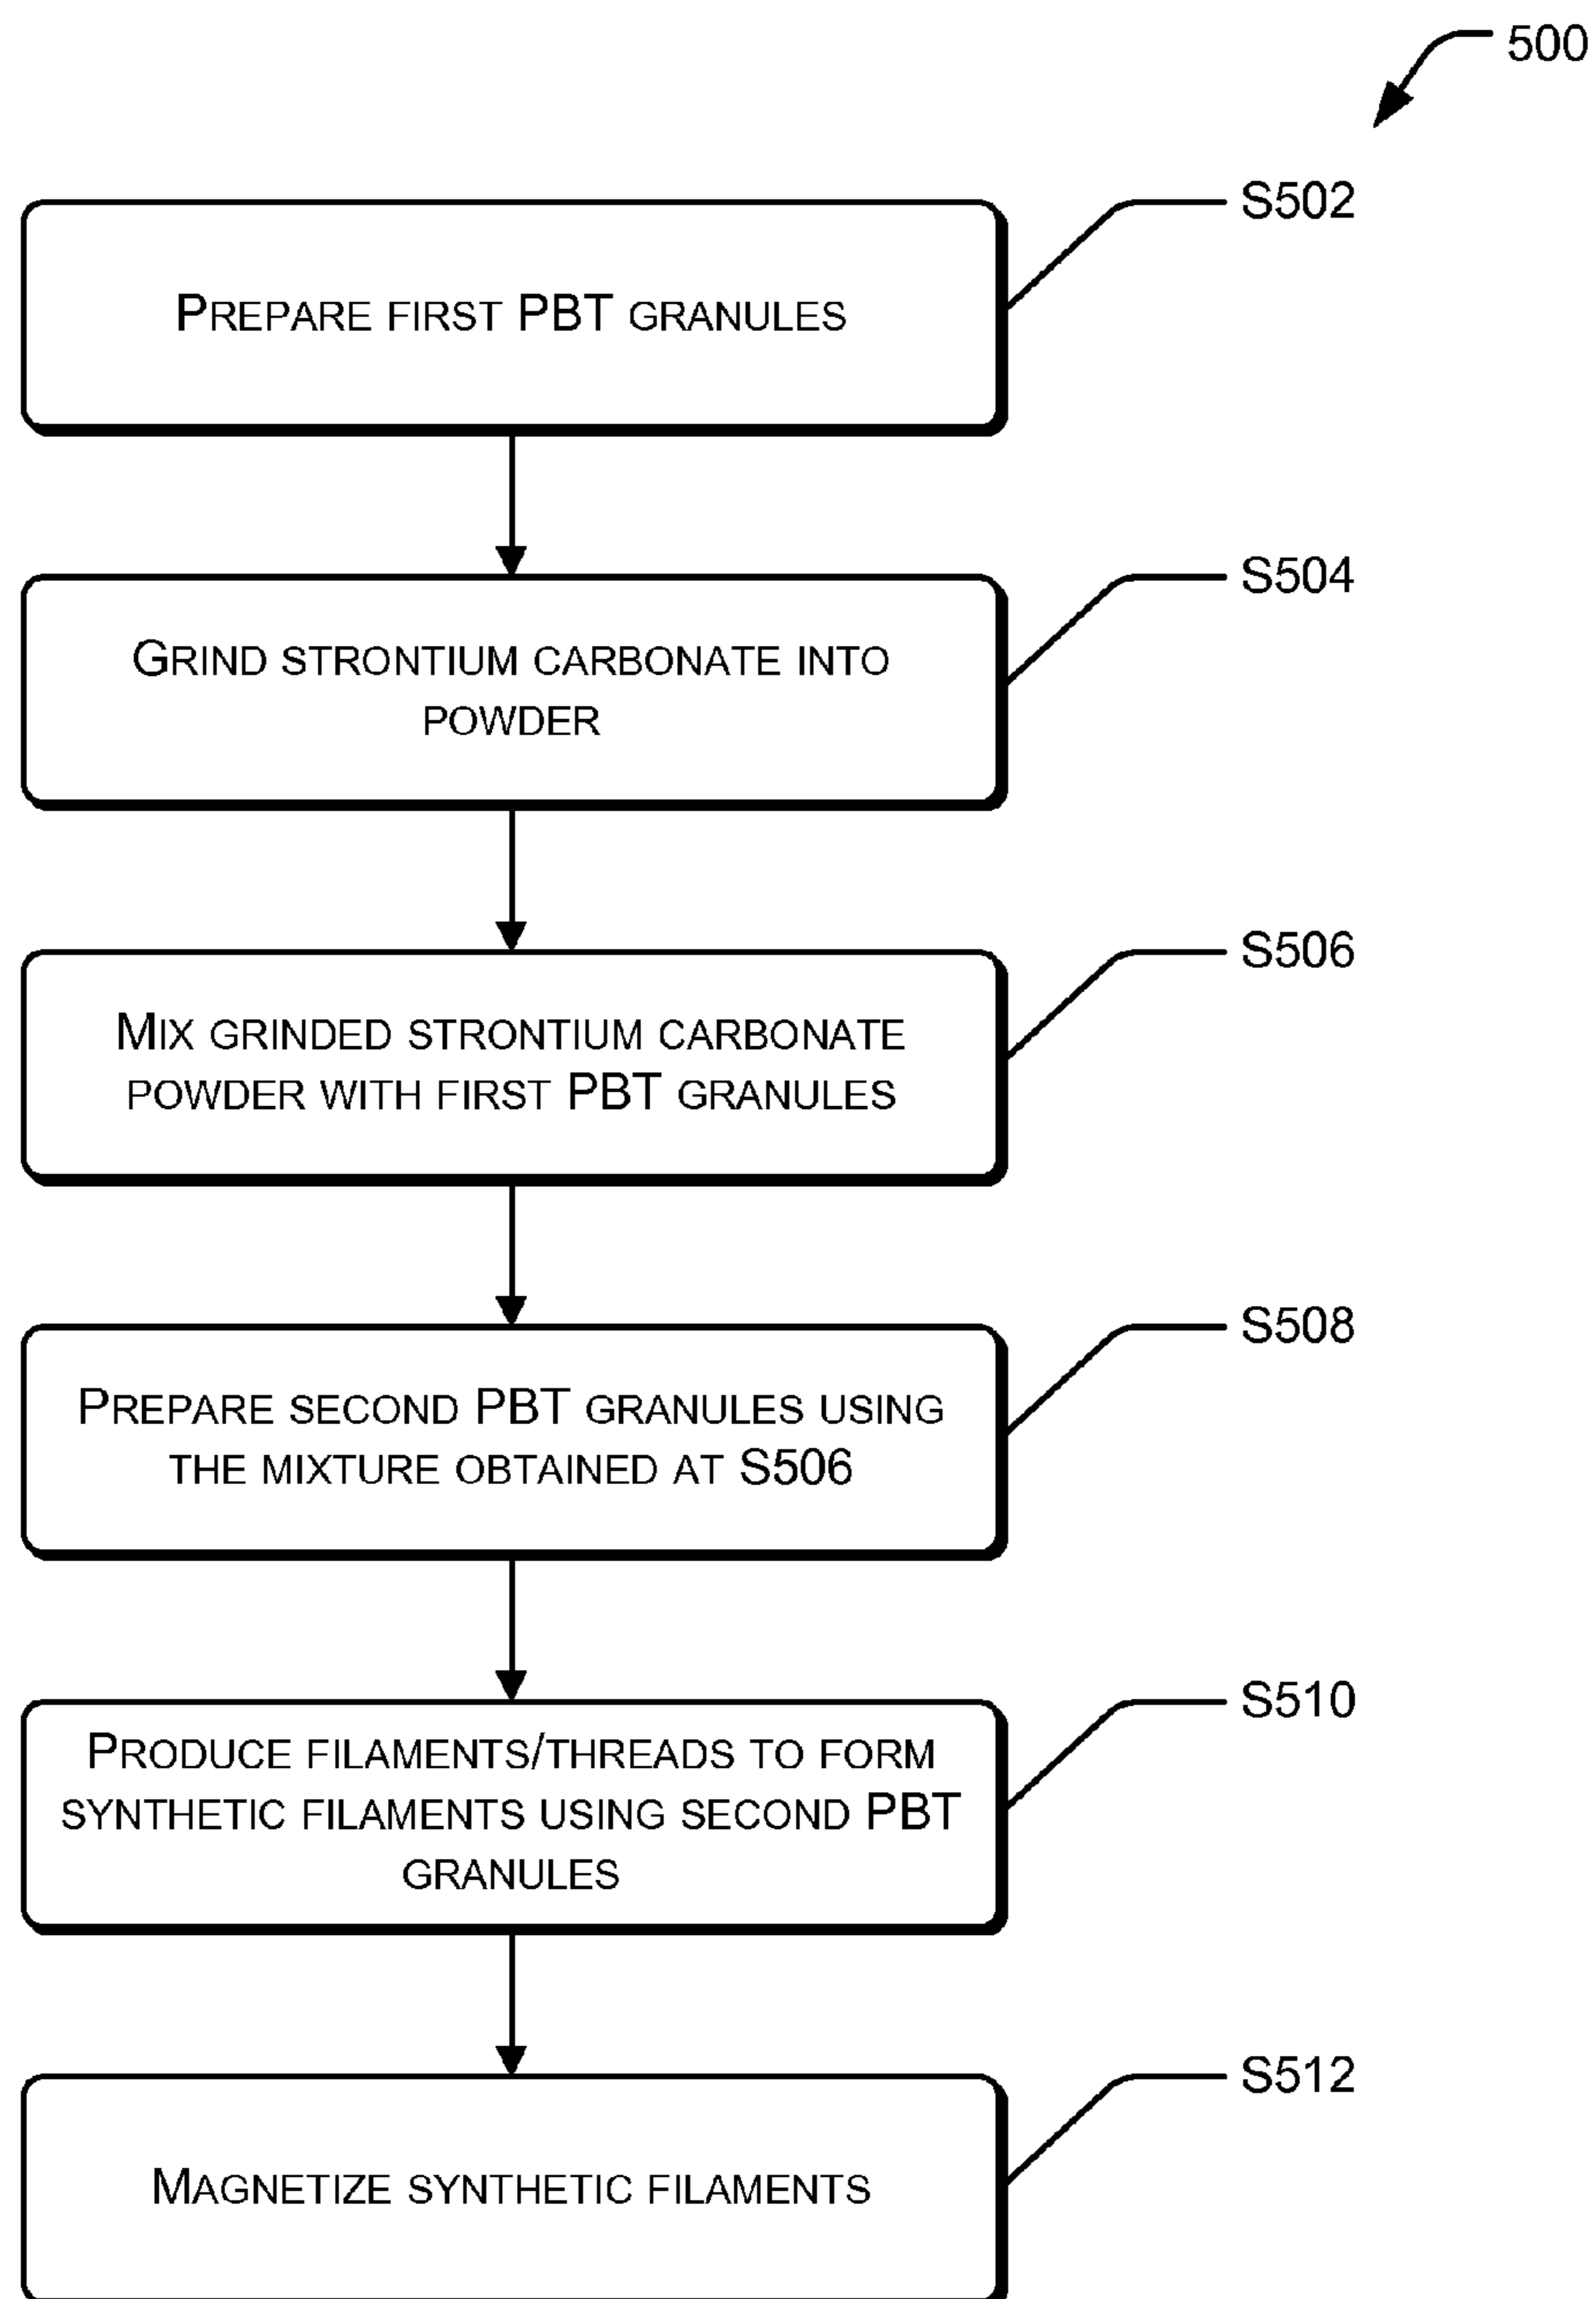 500
S502
PREPARE FIRST PBT GRANULES
S504
GRIND STRONTIUM CARBONATE INTO
POWDER
S506
MIX GRINDED STRONTIUM CARBONATE
POWDER WITH FIRST PBT GRANULES
S508
PREPARE SECOND PBT GRANULES USING
THE MIXTURE OBTAINED AT S506
S510
PRODUCE FILAMENTS/THREADS TO FORM
SYNTHETIC FILAMENTS USING SECOND PBT
GRANULES
S512
MAGNETIZE SYNTHETIC FILAMENTS